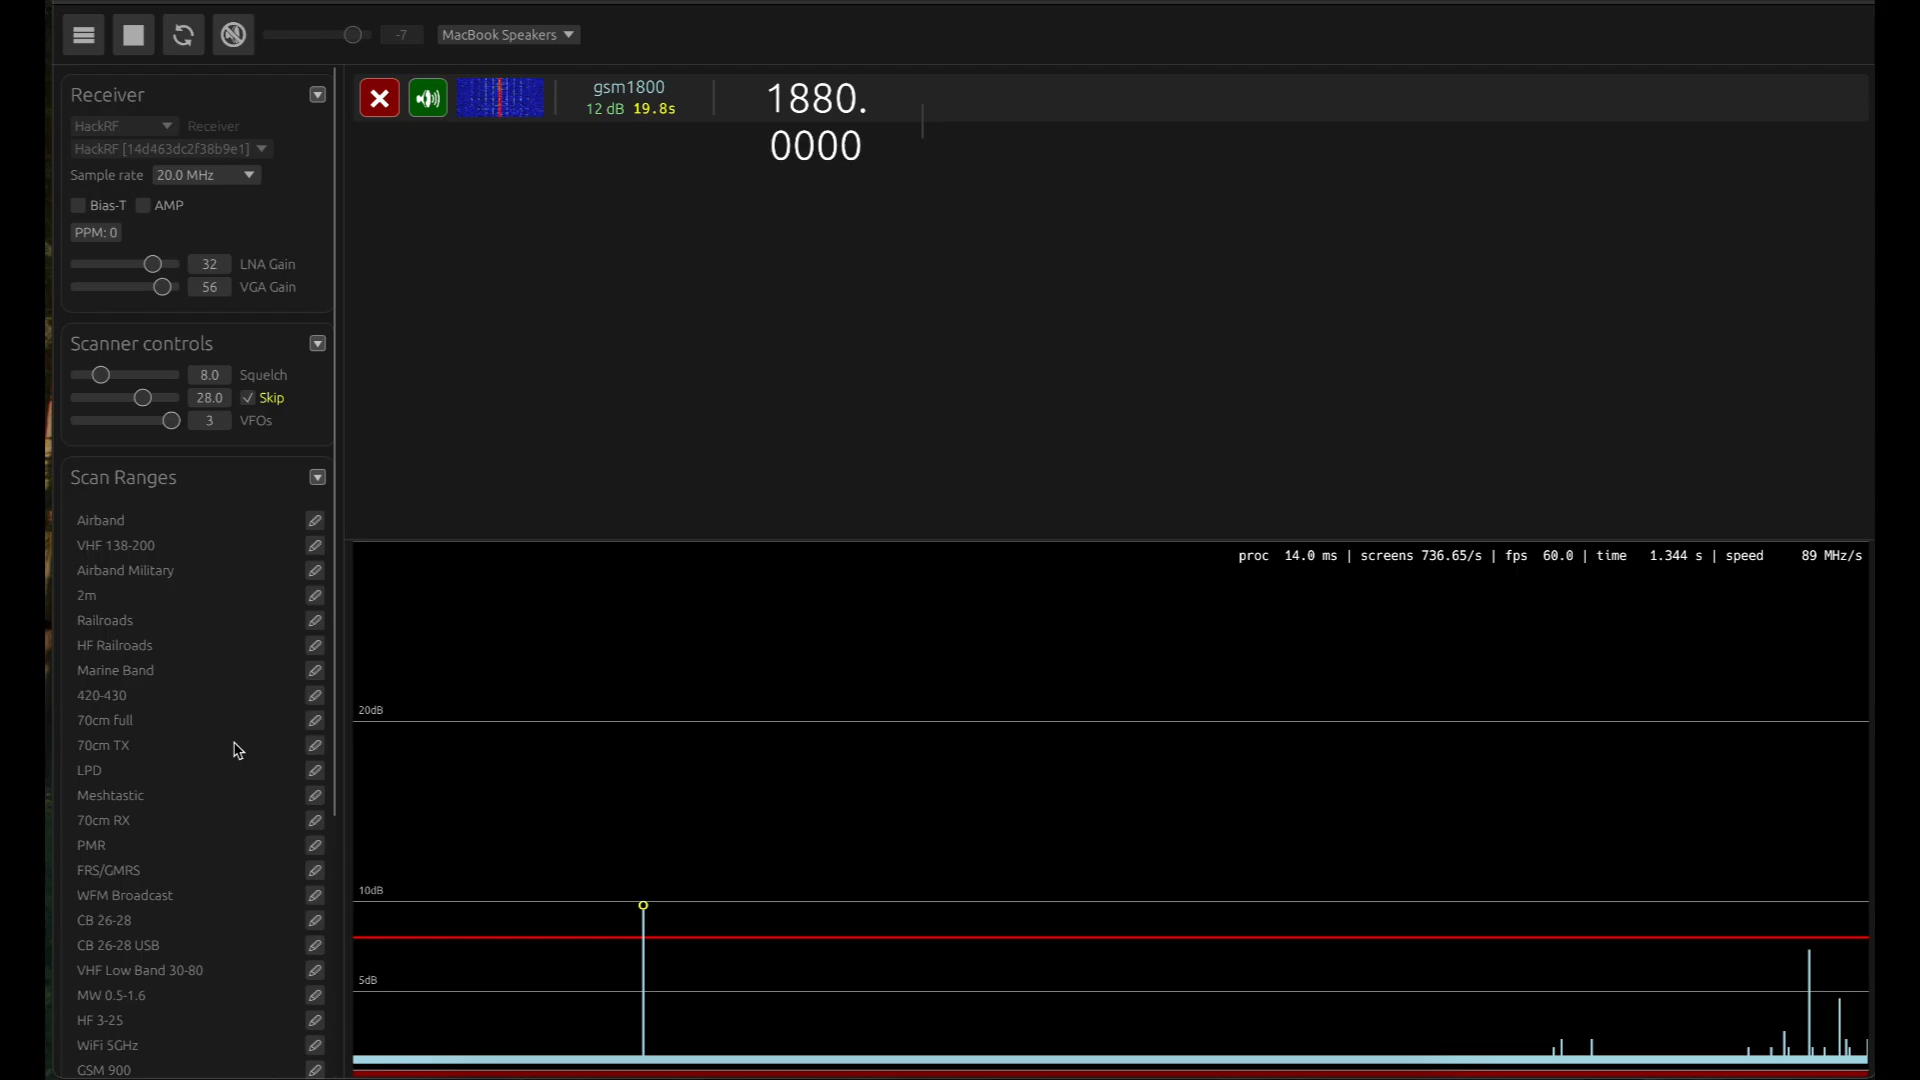 -7 MacBook Speakers
Receiver
HackRF Receiver
HackRF [14d463dc2f38b9e1]
Sample rate 20.0 MHz
Bias-T AMP
PPM: 0
32 LNA Gain
56 VGA Gain
Scanner controls
8.0 Squelch
28.0 Skip
3 VFOs
Scan Ranges
Airband
VHF 138-200
Airband Military
2m
Railroads
HF Railroads
Marine Band
420-430
70cm full
70cm TX
LPD
Meshtastic
70cm RX
PMR
FRS/GMRS
WFM Broadcast
CB 26-28
CB 26-28 USB
VHF Low Band 30-80
MW 0.5-1.6
HF 3-25
WiFi 5GHz
GSM 900
gsm1800
12 dB 19.8s
1880.
0000
proc 14.0 ms | screens 736.65/s | fps 60.0 | time 1.344 s | speed 89 MHz/s
20dB
10dB
5dB